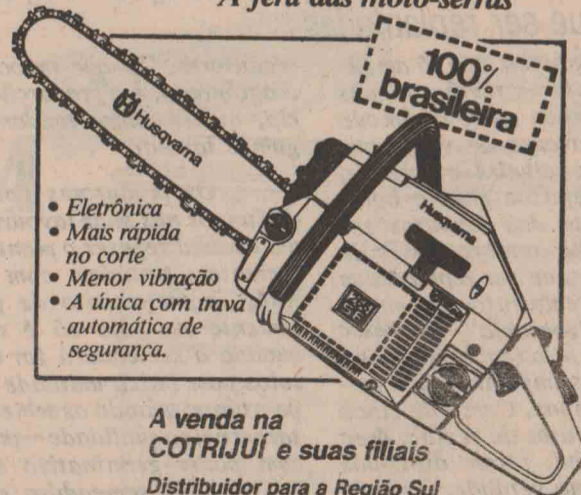 A fera das moto-serras
100%
brasileira
Husqvarna
Husqvarna
• Eletrônica
• Mais rápida
no corte
• Menor vibração
• A única com trava
automática de
segurança.
A venda na
COTRIJUÍ e suas filiais
Distribuidor para a Região Sul